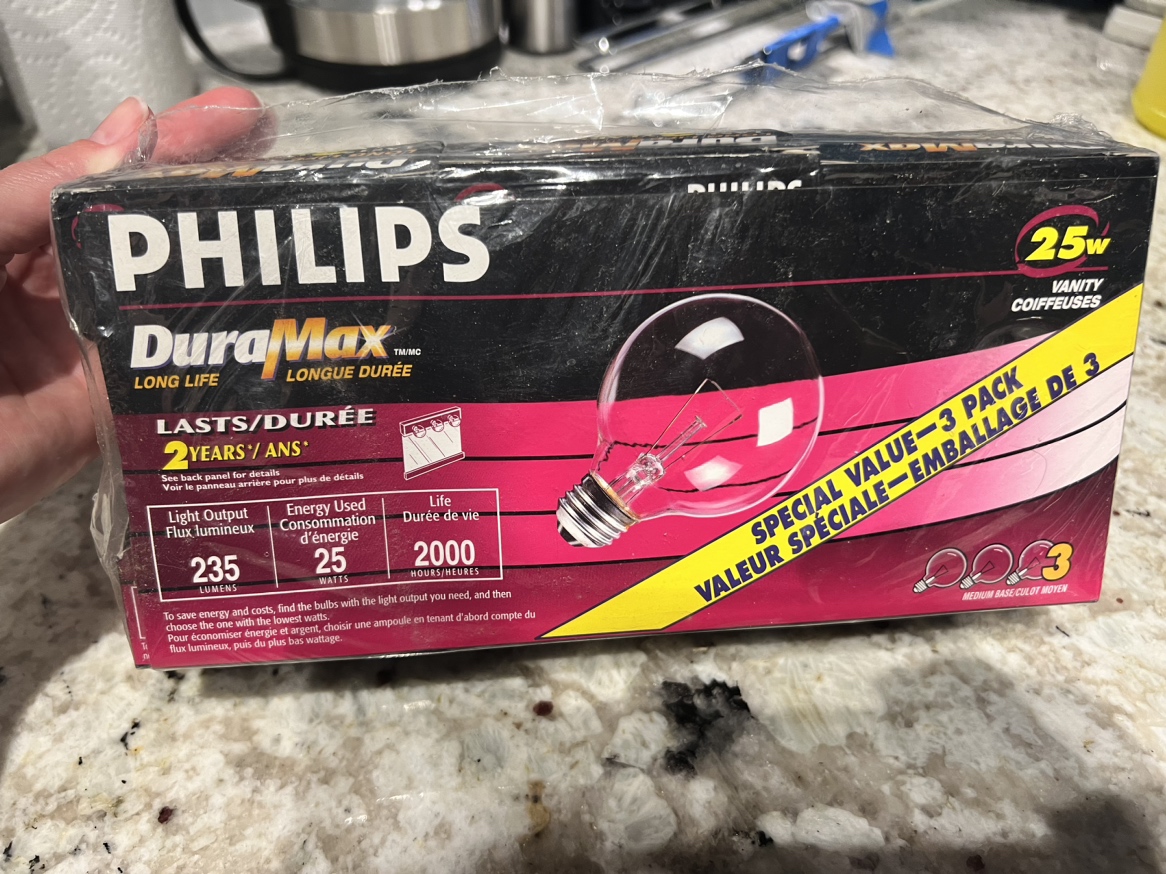 DuraMax
DuraMax
DuraMax
PHILIPS
PHILIPS
25w
VANITY
COIFFEUSES
DuraMax TM/MC
LONG LIFE LONGUE DURÉE
LASTS/DURÉE
2 YEARS*/ ANS*
See back panel for details
Voir le panneau arrière pour plus de détails
Light Output
Flux lumineux
235
LUMENS
Energy Used
Consommation
d'énergie
25
WATTS
Life
Durée de vie
2000
HOURS/HEURES
To save energy and costs, find the bulbs with the light output you need, and then
choose the one with the lowest watts.
Pour économiser énergie et argent, choisir une ampoule en tenant d'abord compte du
flux lumineux, puis du plus bas wattage.
SPECIAL VALUE—3 PACK
VALEUR SPÉCIALE—EMBALLAGE DE 3
3
MEDIUM BASE/CULOT MOYEN